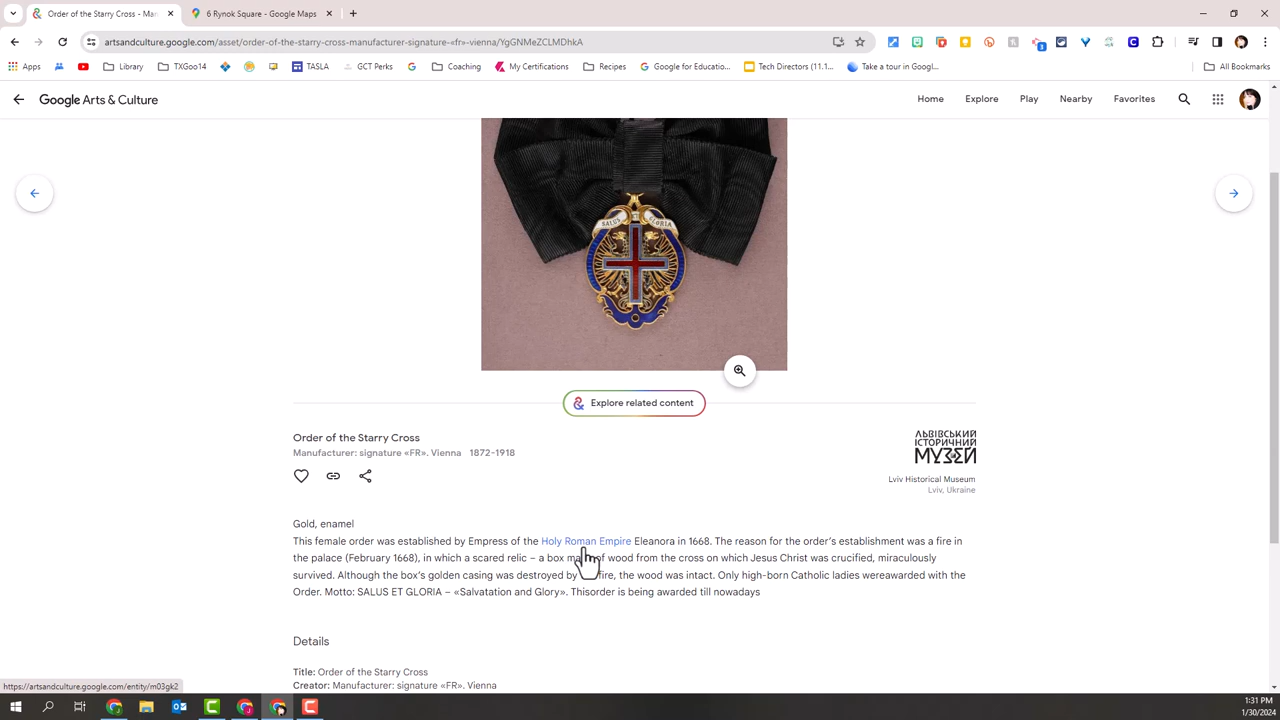 Order of the Starry Cross - Mar
6 Rynok Square - Google Maps
artsandculture.google.com/asset/order-of-the-starry-cross-manufacturer-signature-«fr»-vienna/YgGNMeZCLMDhkA
Apps
Library
TXGoo14
TASLA
GCT Perks
Coaching
My Certifications
Recipes
Google for Educatio...
Tech Directors (11.1...
Take a tour in Googl...
All Bookmarks
Google Arts & Culture
Home
Explore
Play
Nearby
Favorites
SALUS
GLORIA
Explore related content
Order of the Starry Cross
Manufacturer: signature «FR». Vienna 1872-1918
ЛЬВІВСЬКИЙ
ІСТОРИЧНИЙ
МУЗЕЙ
Lviv Historical Museum
Lviv, Ukraine
Gold, enamel
This female order was established by Empress of the Holy Roman Empire Eleanora in 1668. The reason for the order's establishment was a fire in
the palace (February 1668), in which a scared relic – a box ma of wood from the cross on which Jesus Christ was crucified, miraculously
survived. Although the box's golden casing was destroyed by fire, the wood was intact. Only high-born Catholic ladies wereawarded with the
Order. Motto: SALUS ET GLORIA – «Salvatation and Glory». Thisorder is being awarded till nowadays
Details
Title: Order of the Starry Cross
Creator: Manufacturer: signature «FR». Vienna
https://artsandculture.google.com/entity/m03gk2
1:31 PM
1/30/2024